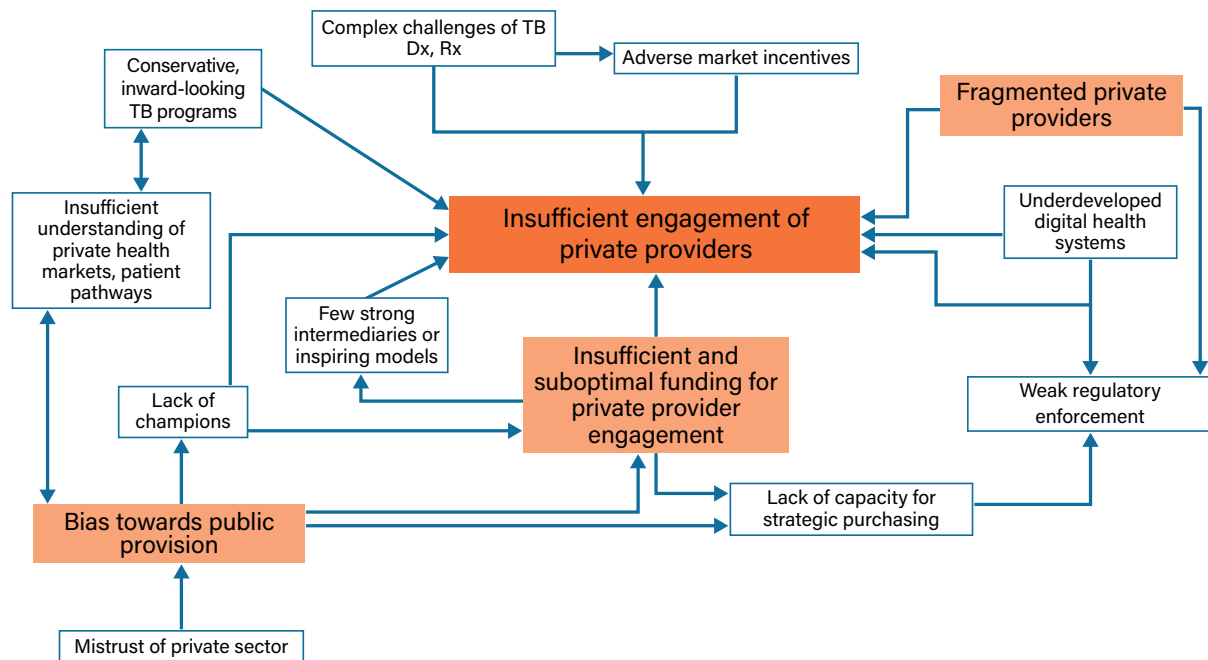 Complex challenges of TB
Dx, Rx
Adverse market incentives
Conservative,
inward-looking
TB programs
Fragmented private
providers
Insufficient
understanding of
private health
markets, patient
pathways
Insufficient engagement of
private providers
Underdeveloped
digital health
systems
Few strong
intermediaries or
inspiring models
Insufficient and
suboptimal funding for
private provider
engagement
Weak regulatory
enforcement
Lack of
champions
Lack of capacity for
strategic purchasing
Bias towards public
provision
Mistrust of private sector